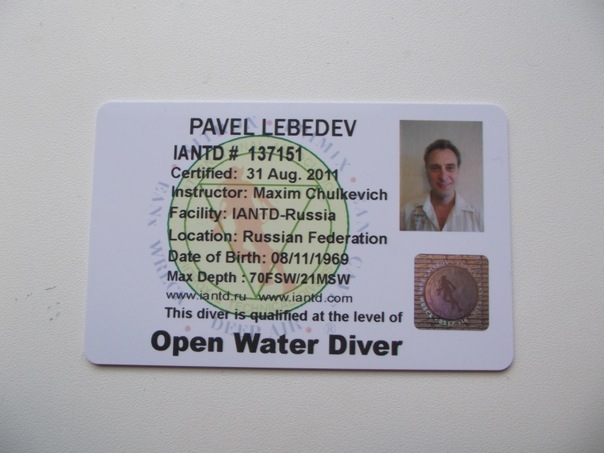 PAVEL LEBEDEV
IANTD # 137151
Certified: 31 Aug. 2011
Instructor: Maxim Chulkevich
Facility: IANTD-Russia
Location: Russian Federation
Date of Birth: 08/11/1969
Max Depth : 70FSW/21MSW
www.iantd.ru www.iantd.com
This diver is qualified at the level of
Open Water Diver